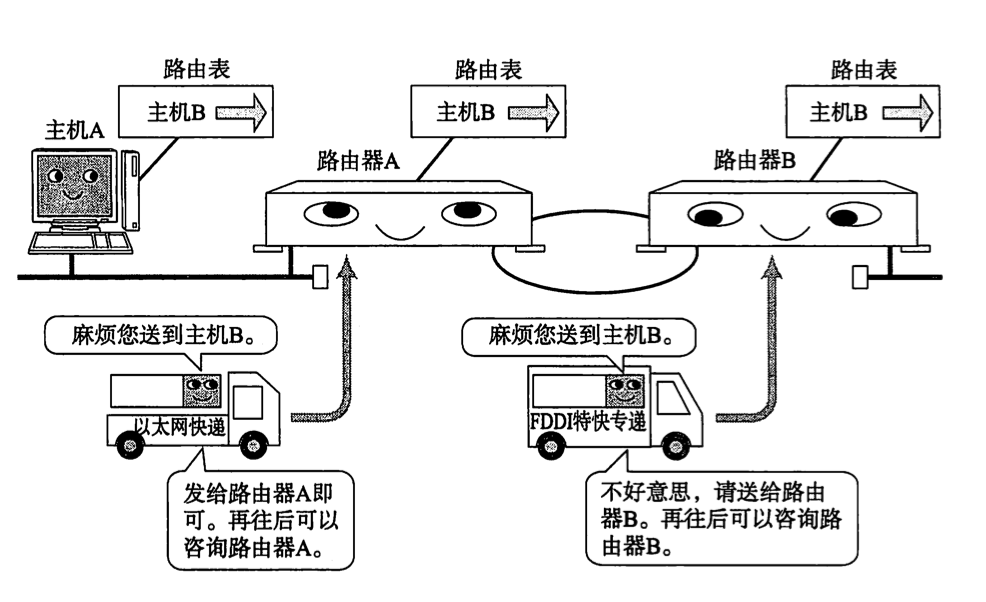 路由表
主机B
路由表
主机B
路由表
主机B
主机A
路由器A
路由器B
麻烦您送到主机B。
以太网快递
发给路由器A即
可。再往后可以
咨询路由器A。
麻烦您送到主机B。
FDDI特快专递
不好意思，请送给路由
器B。再往后可以咨询路
由器B。